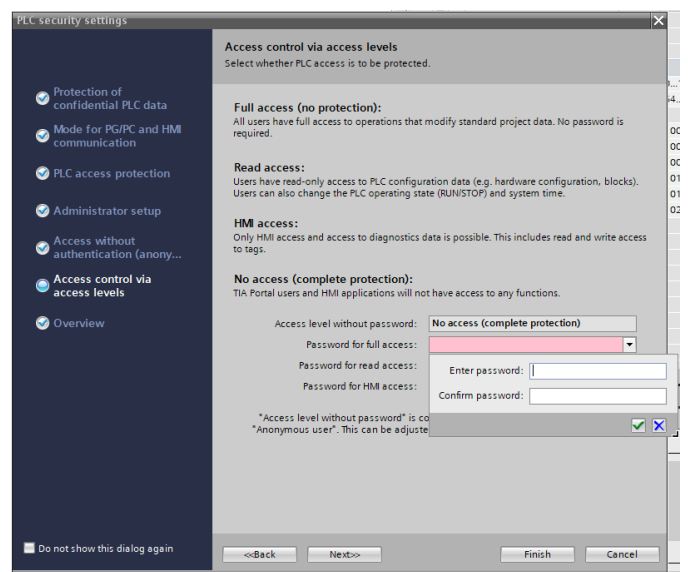 PLC security settings
Access control via access levels
Select whether PLC access is to be protected.
Protection of
confidential PLC data
Mode for PG/PC and HMI
communication
PLC access protection
Administrator setup
Access without
authentication (anony...
Access control via
access levels
Overview
Full access (no protection):
All users have full access to operations that modify standard project data. No password is
required.
Read access:
Users have read-only access to PLC configuration data (e.g. hardware configuration, blocks).
Users can also change the PLC operating state (RUN/STOP) and system time.
HMI access:
Only HMI access and access to diagnostics data is possible. This includes read and write access
to tags.
No access (complete protection):
TIA Portal users and HMI applications will not have access to any functions.
Access level without password: No access (complete protection)
Password for full access:
Password for read access:
Password for HMI access:
Enter password:
Confirm password:
"Access level without password" is co
"Anonymous user". This can be adjuste
Do not show this dialog again
<<Back
Next>>
Finish
Cancel
00
00
00
01
01
02